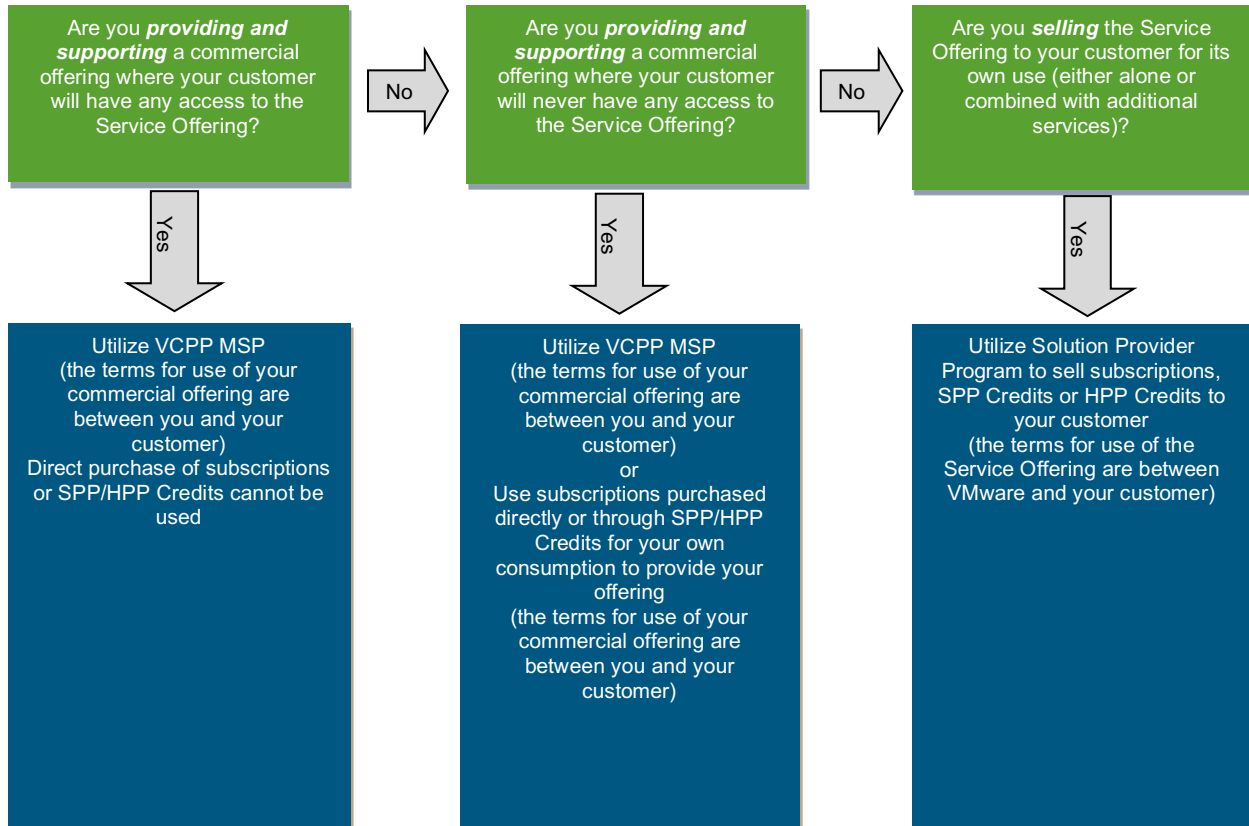 Are you providing and
supporting a commercial
offering where your customer
will have any access to the
Service Offering?
No
Are you providing and
supporting a commercial
offering where your customer
will never have any access to
the Service Offering?
No
Are you selling the Service
Offering to your customer for its
own use (either alone or
combined with additional
services)?
Yes
Yes
Yes
Utilize VCPP MSP
(the terms for use of your
commercial offering are
between you and your
customer)
Direct purchase of subscriptions
or SPP/HPP Credits cannot be
used
Utilize VCPP MSP
(the terms for use of your
commercial offering are
between you and your
customer)
or
Use subscriptions purchased
directly or through SPP/HPP
Credits for your own
consumption to provide your
offering
(the terms for use of your
commercial offering are
between you and your
customer)
Utilize Solution Provider
Program to sell subscriptions,
SPP Credits or HPP Credits to
your customer
(the terms for use of the
Service Offering are between
VMware and your customer)